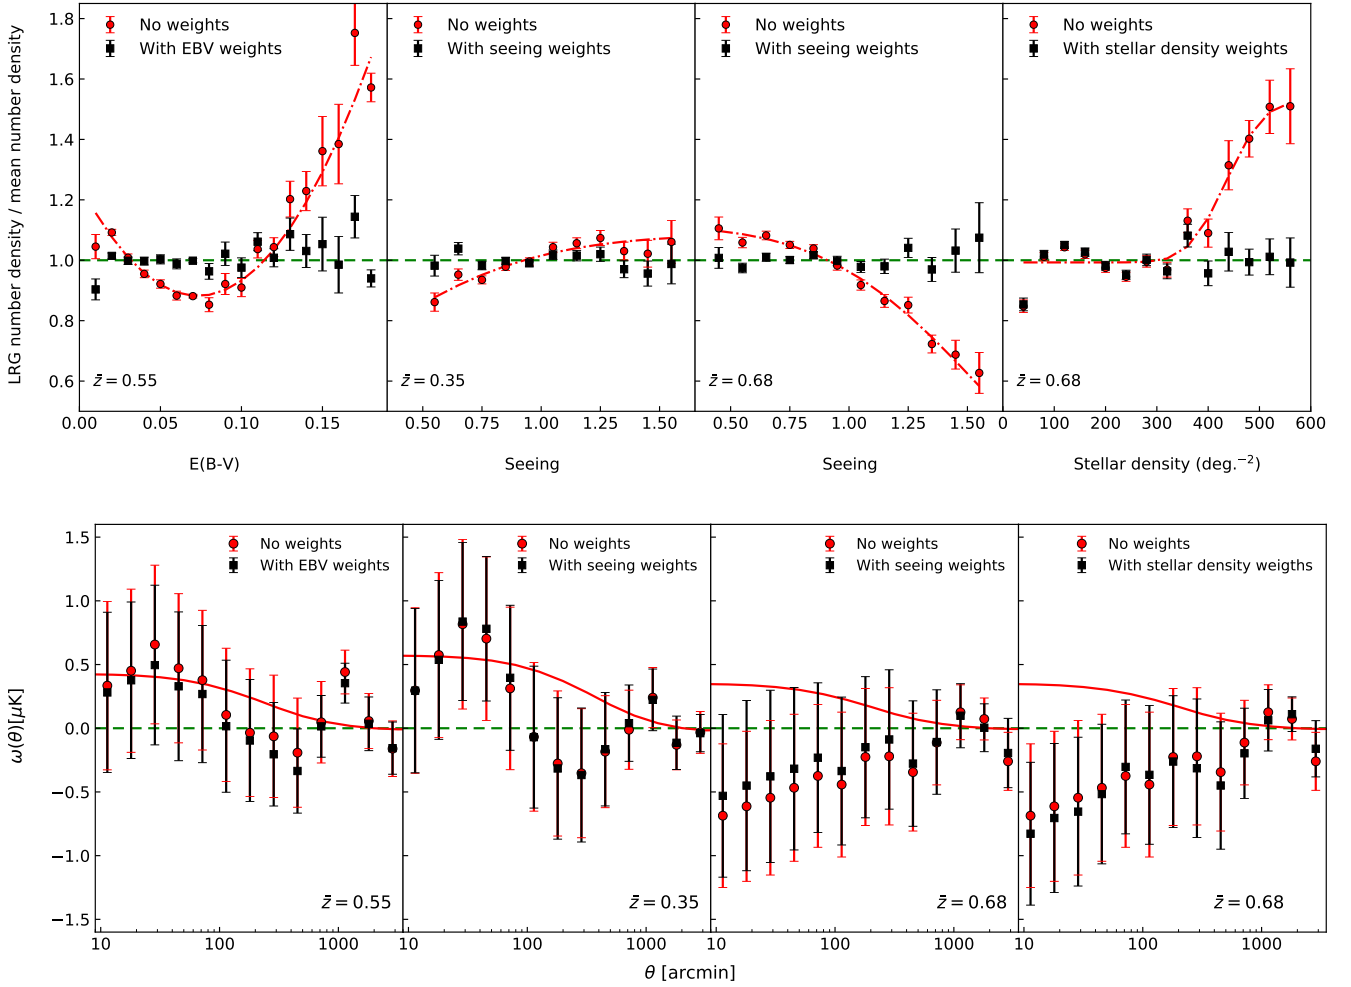 LRG number density / mean number density
1.8
1.6
1.4
1.2
1.0
0.8
0.6
No weights
With EBV weights
z̄ = 0.55
0.00 0.05 0.10 0.15
E(B-V)
No weights
With seeing weights
z̄ = 0.35
0.50 0.75 1.00 1.25 1.50
Seeing
No weights
With seeing weights
z̄ = 0.68
0.50 0.75 1.00 1.25 1.50
Seeing
No weights
With stellar density weights
z̄ = 0.68
0 100 200 300 400 500 600
Stellar density (deg.⁻²)
ω(θ)[μK]
1.5
1.0
0.5
0.0
−0.5
−1.0
−1.5
No weights
With EBV weights
z̄ = 0.55
10 100 1000
No weights
With seeing weights
z̄ = 0.35
10 100 1000
No weights
With seeing weights
z̄ = 0.68
10 100 1000
No weights
With stellar density weigths
z̄ = 0.68
10 100 1000
θ [arcmin]